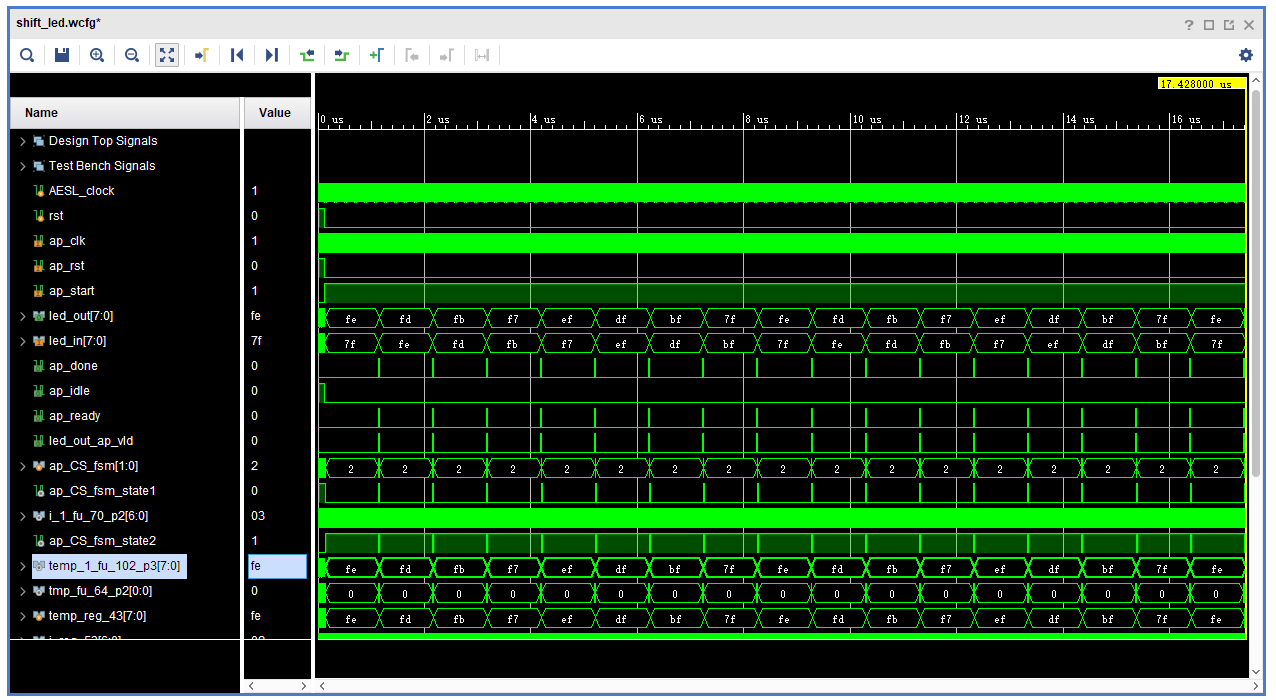 shift_led.wcfg*
17.428000 us
Name Value 0 us 2 us 4 us 6 us 8 us 10 us 12 us 14 us 16 us
Design Top Signals
Test Bench Signals
AESL_clock 1
rst 0
ap_clk 1
ap_rst 0
ap_start 1
led_out[7:0] fe fe fd fb f7 ef df bf 7f fe fd fb f7 ef df bf 7f fe
led_in[7:0] 7f 7f fe fd fb f7 ef df bf 7f fe fd fb f7 ef df bf 7f
ap_done 0
ap_idle 0
ap_ready 0
led_out_ap_vld 0
ap_CS_fsm[1:0] 2 2 2 2 2 2 2 2 2 2 2 2 2 2 2 2 2 2
ap_CS_fsm_state1 0
i_1_fu_70_p2[6:0] 03
ap_CS_fsm_state2 1
temp_1_fu_102_p3[7:0] fe fe fd fb f7 ef df bf 7f fe fd fb f7 ef df bf 7f fe
tmp_fu_64_p2[0:0] 0 0 0 0 0 0 0 0 0 0 0 0 0 0 0 0 0 0
temp_reg_43[7:0] fe fe fd fb f7 ef df bf 7f fe fd fb f7 ef df bf 7f fe